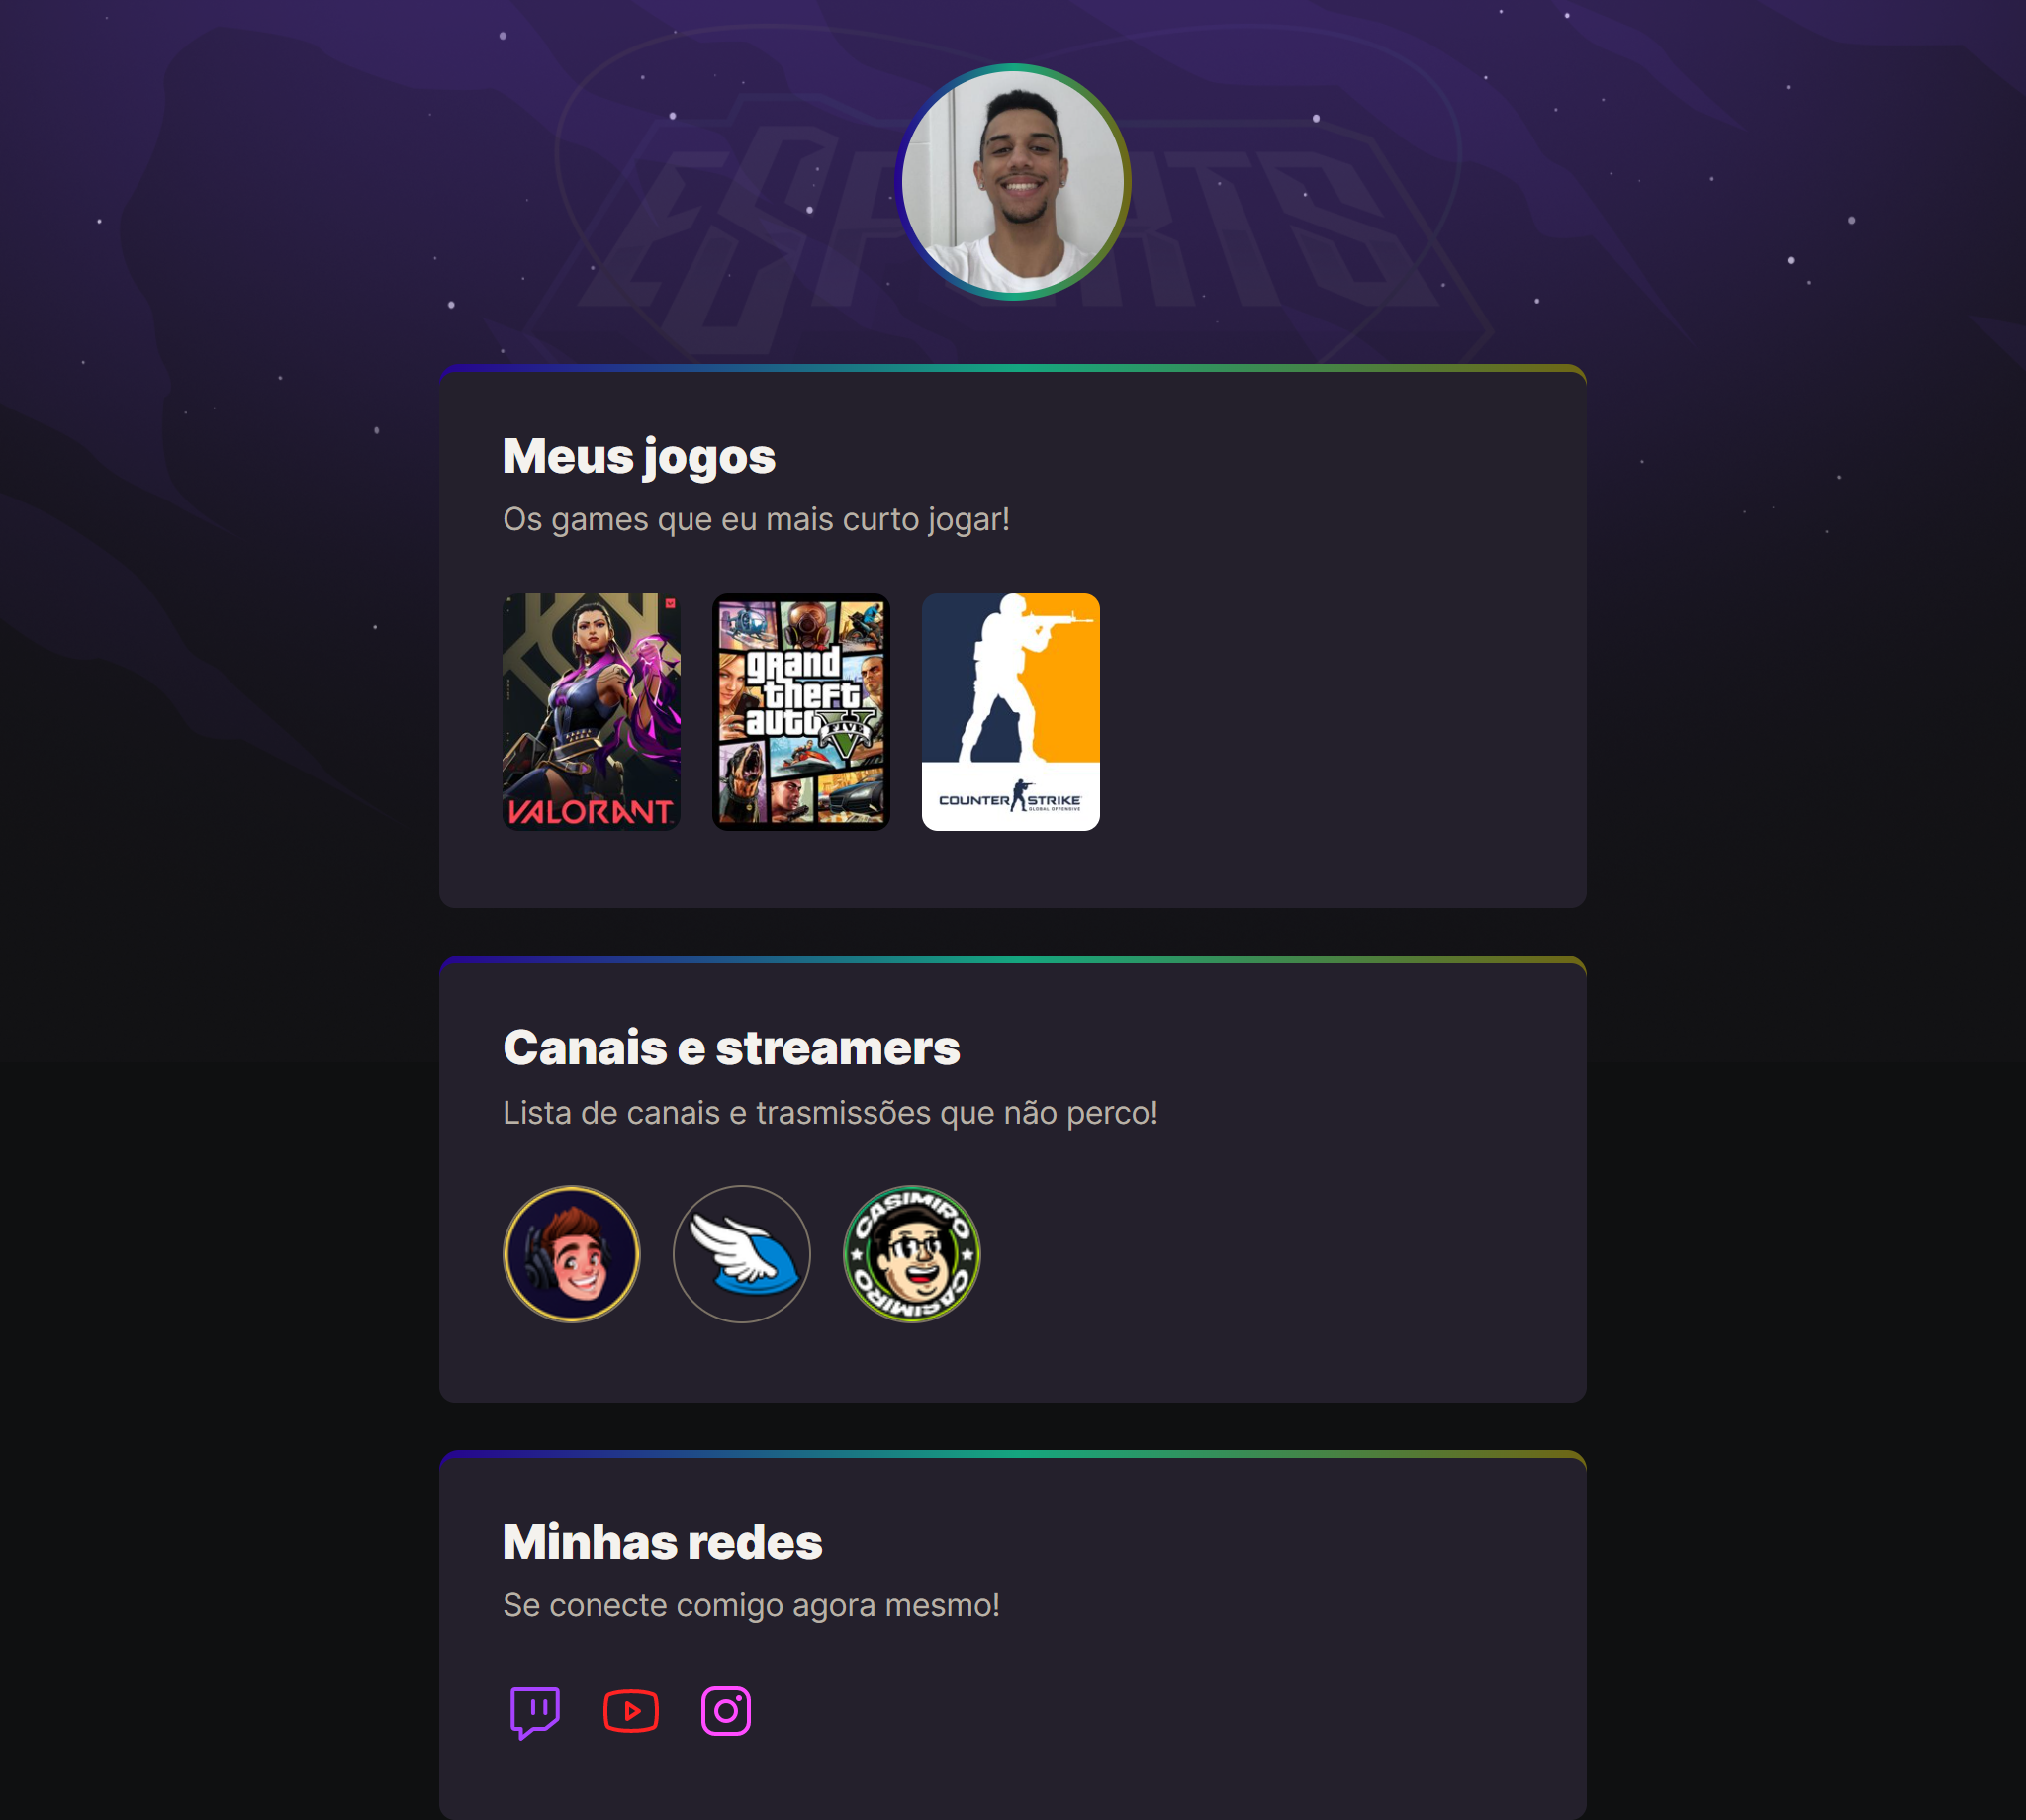 ESPORTS
Meus jogos
Os games que eu mais curto jogar!
VALORANT
grand
theft
auto
FIVE
COUNTER STRIKE
GLOBAL OFFENSIVE
Canais e streamers
Lista de canais e trasmissões que não perco!
CASIMIRO
CASIMIRO
Minhas redes
Se conecte comigo agora mesmo!